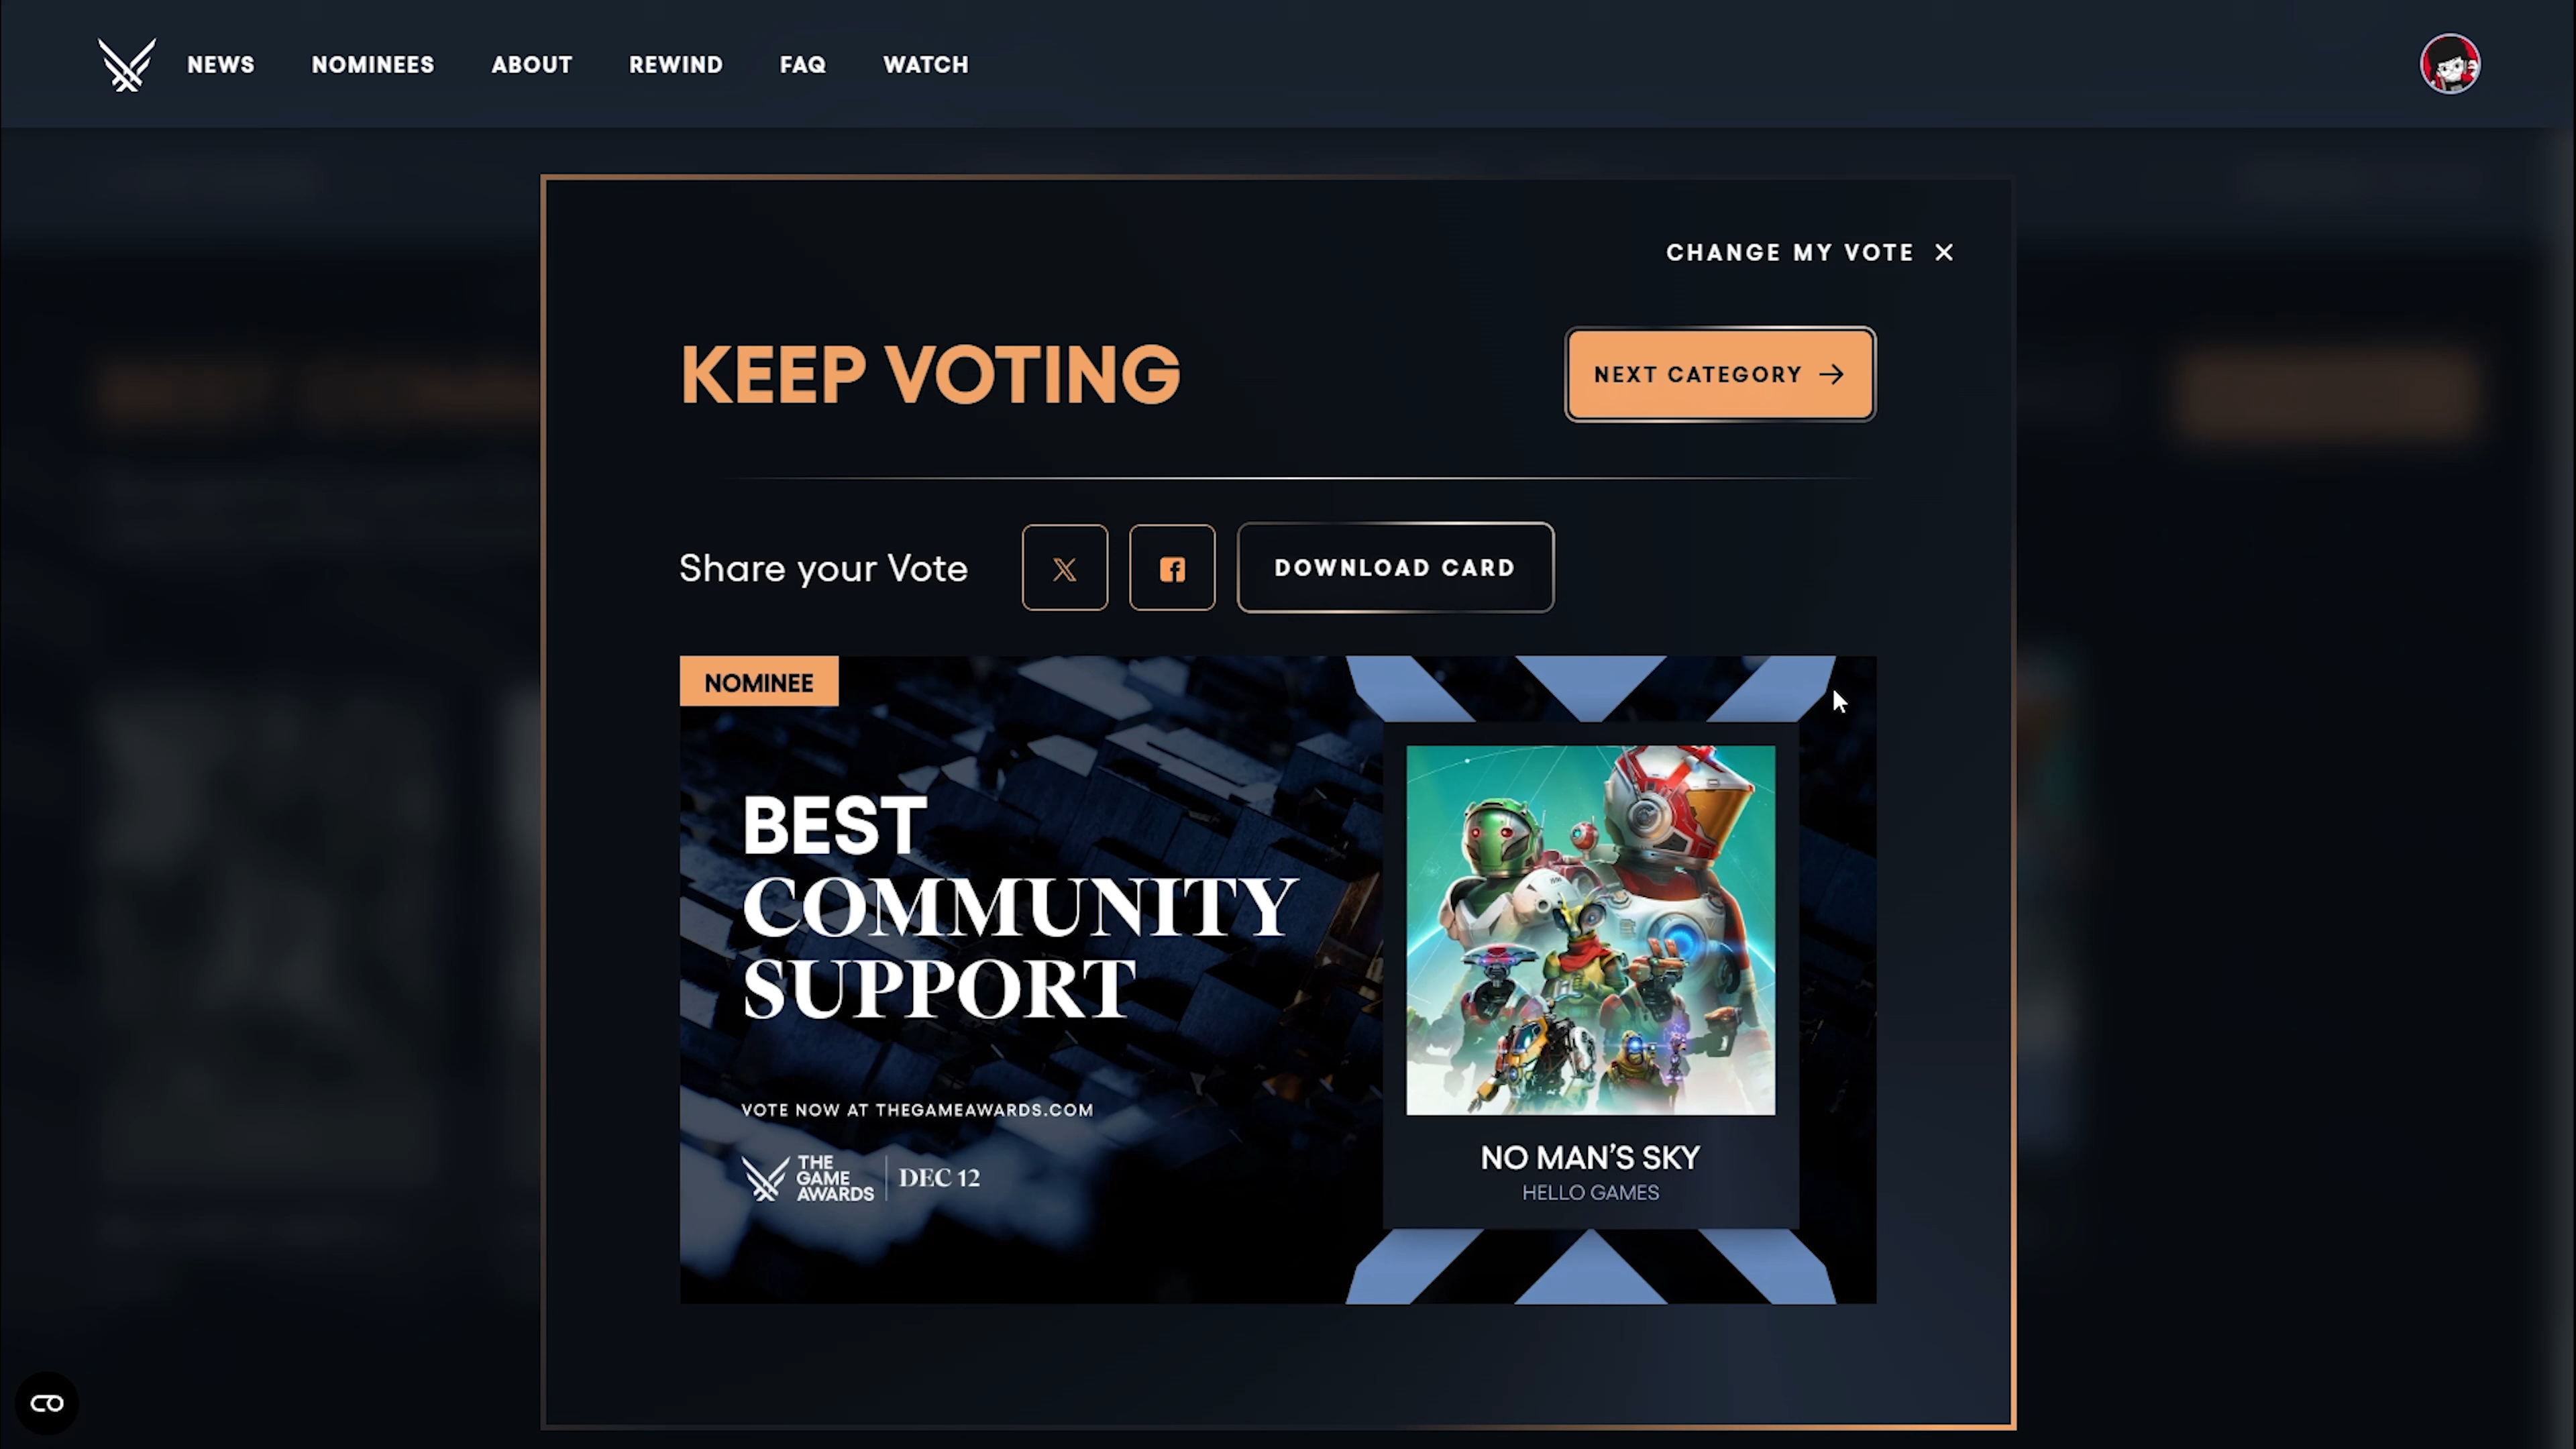 NEWS NOMINEES ABOUT REWIND FAQ WATCH
CHANGE MY VOTE
KEEP VOTING
NEXT CATEGORY
Share your Vote
DOWNLOAD CARD
NOMINEE
BEST
COMMUNITY
SUPPORT
VOTE NOW AT THEGAMEAWARDS.COM
THE
GAME
AWARDS
DEC 12
NO MAN'S SKY
HELLO GAMES